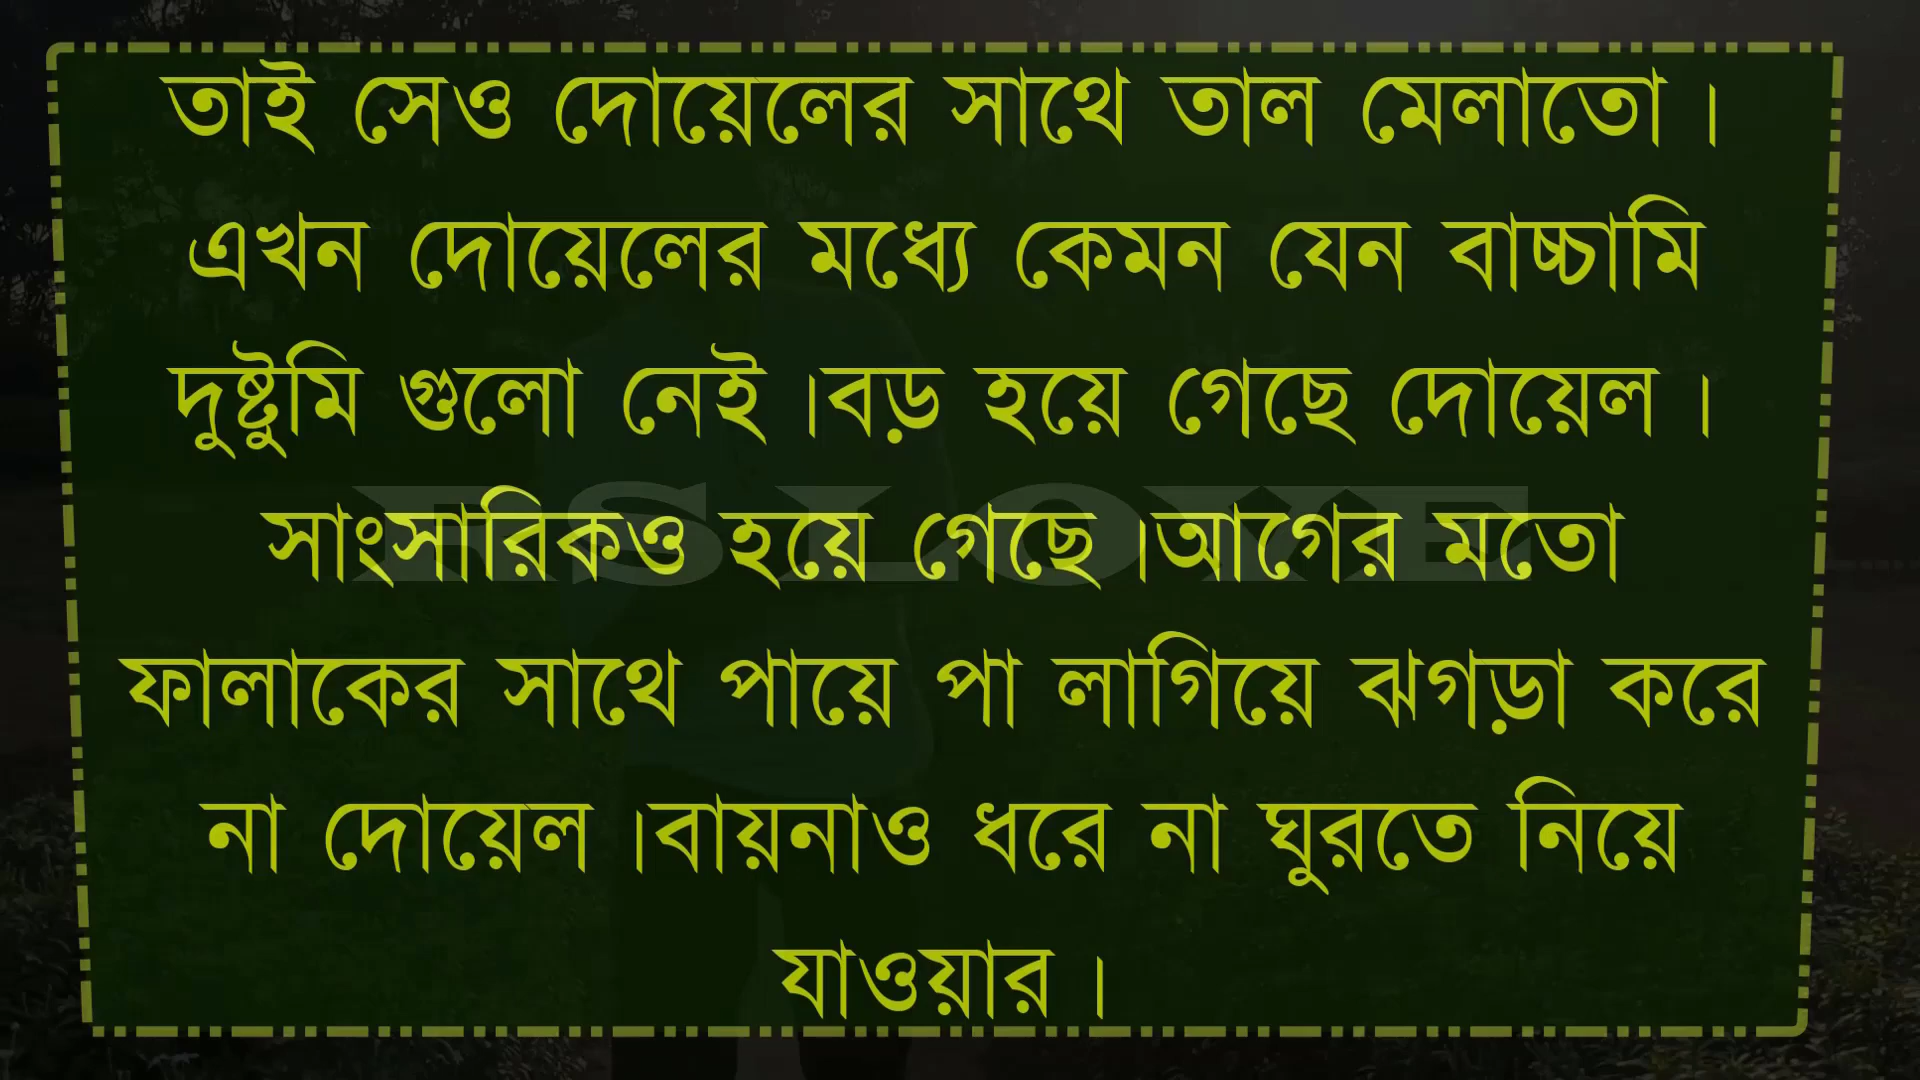 তাই সেও দোয়েলের সাথে তাল মেলাতো ।
এখন দোয়েলের মধ্যে কেমন যেন বাচ্চামি
দুষ্টুমি গুলো নেই ।বড় হয়ে গেছে দোয়েল ।
সাংসারিকও হয়ে গেছে ।আগের মতো
ফালাকের সাথে পায়ে পা লাগিয়ে ঝগড়া করে
না দোয়েল ।বায়নাও ধরে না ঘুরতে নিয়ে
যাওয়ার ।